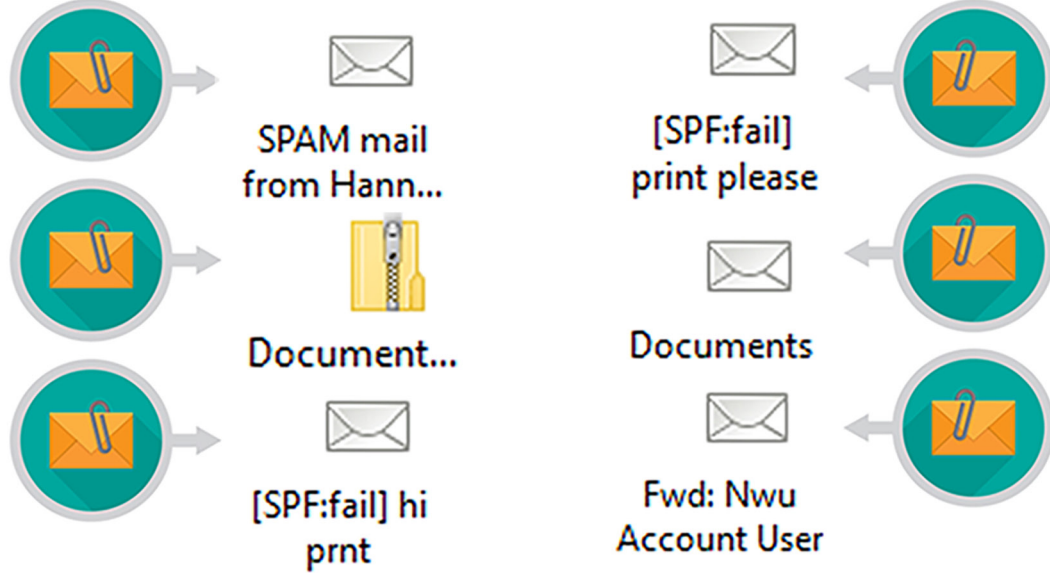 SPAM mail
from Hann...
[SPF:fail]
print please
Document...
Documents
[SPF:fail] hi
prnt
Fwd: Nwu
Account User